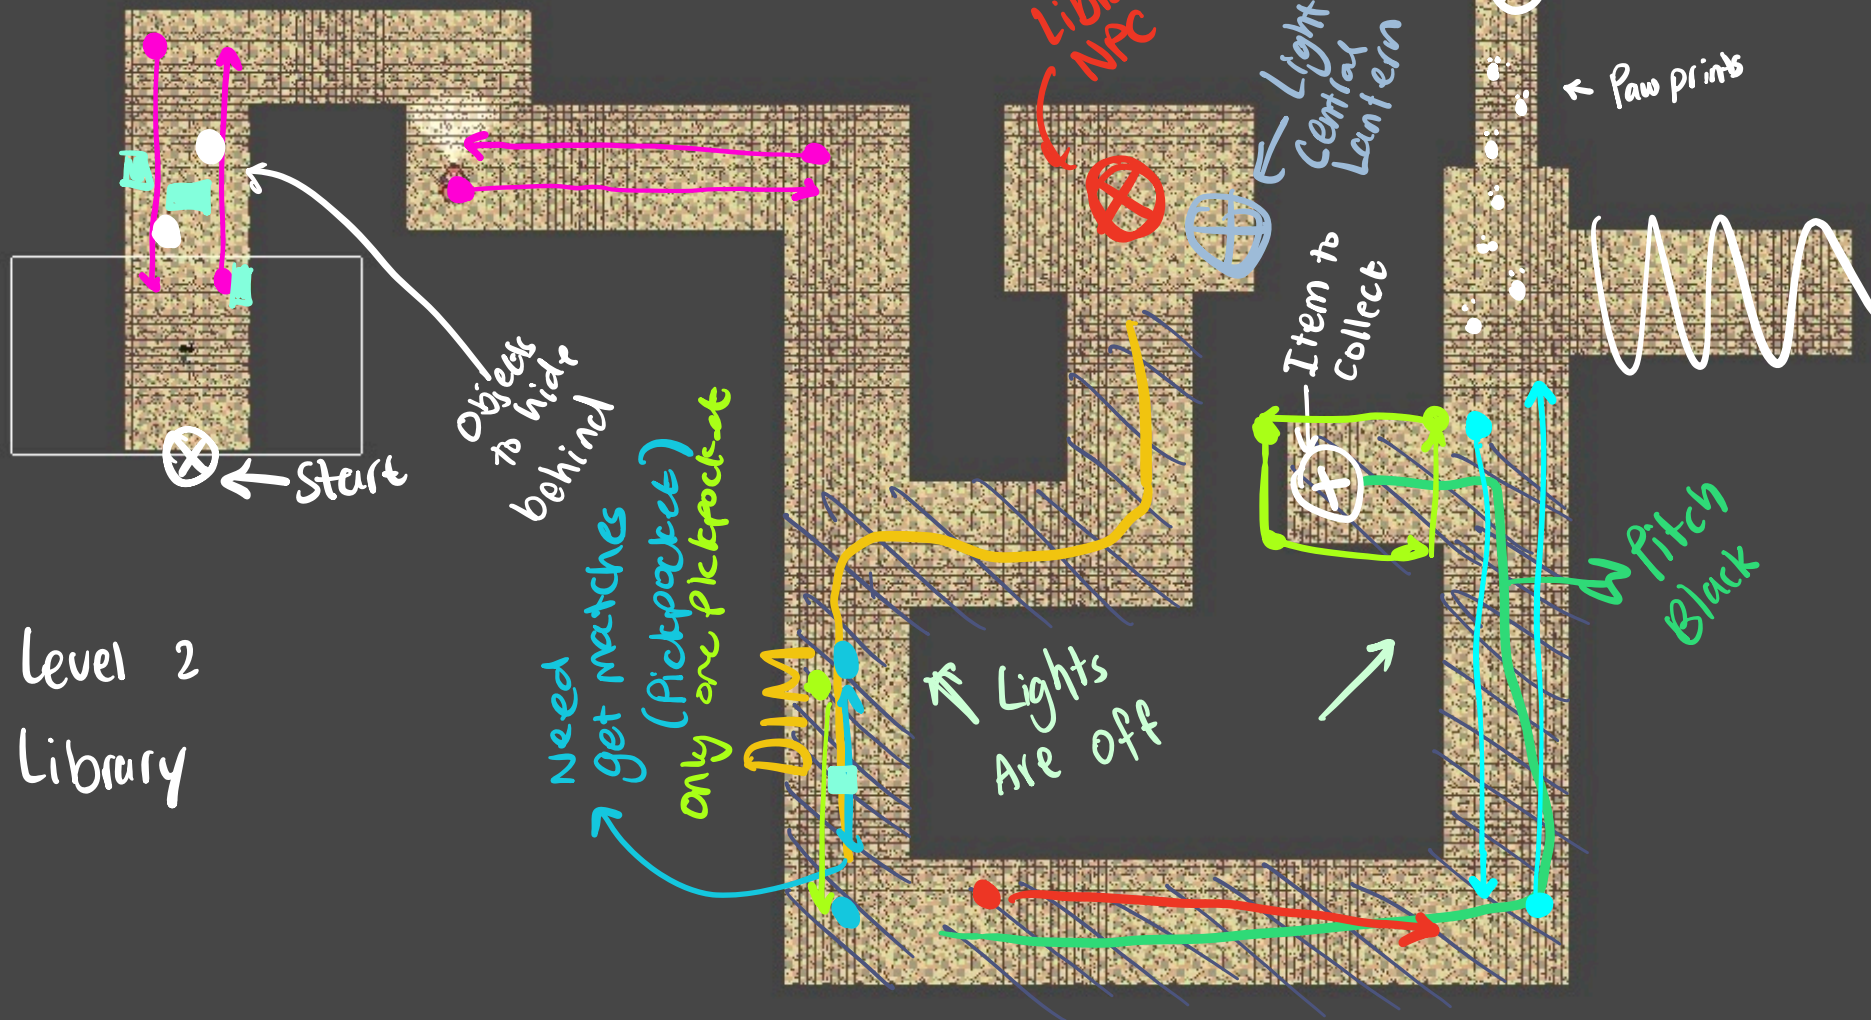 NPC
Light
Central
Lantern
← Paw prints
Item to
collect
Objects
to hide
behind
Start
Need
get matches
(Pickpocket)
only one Pickpocket
DIM
Lights
Are off
Pitch
Black
Level 2
Library